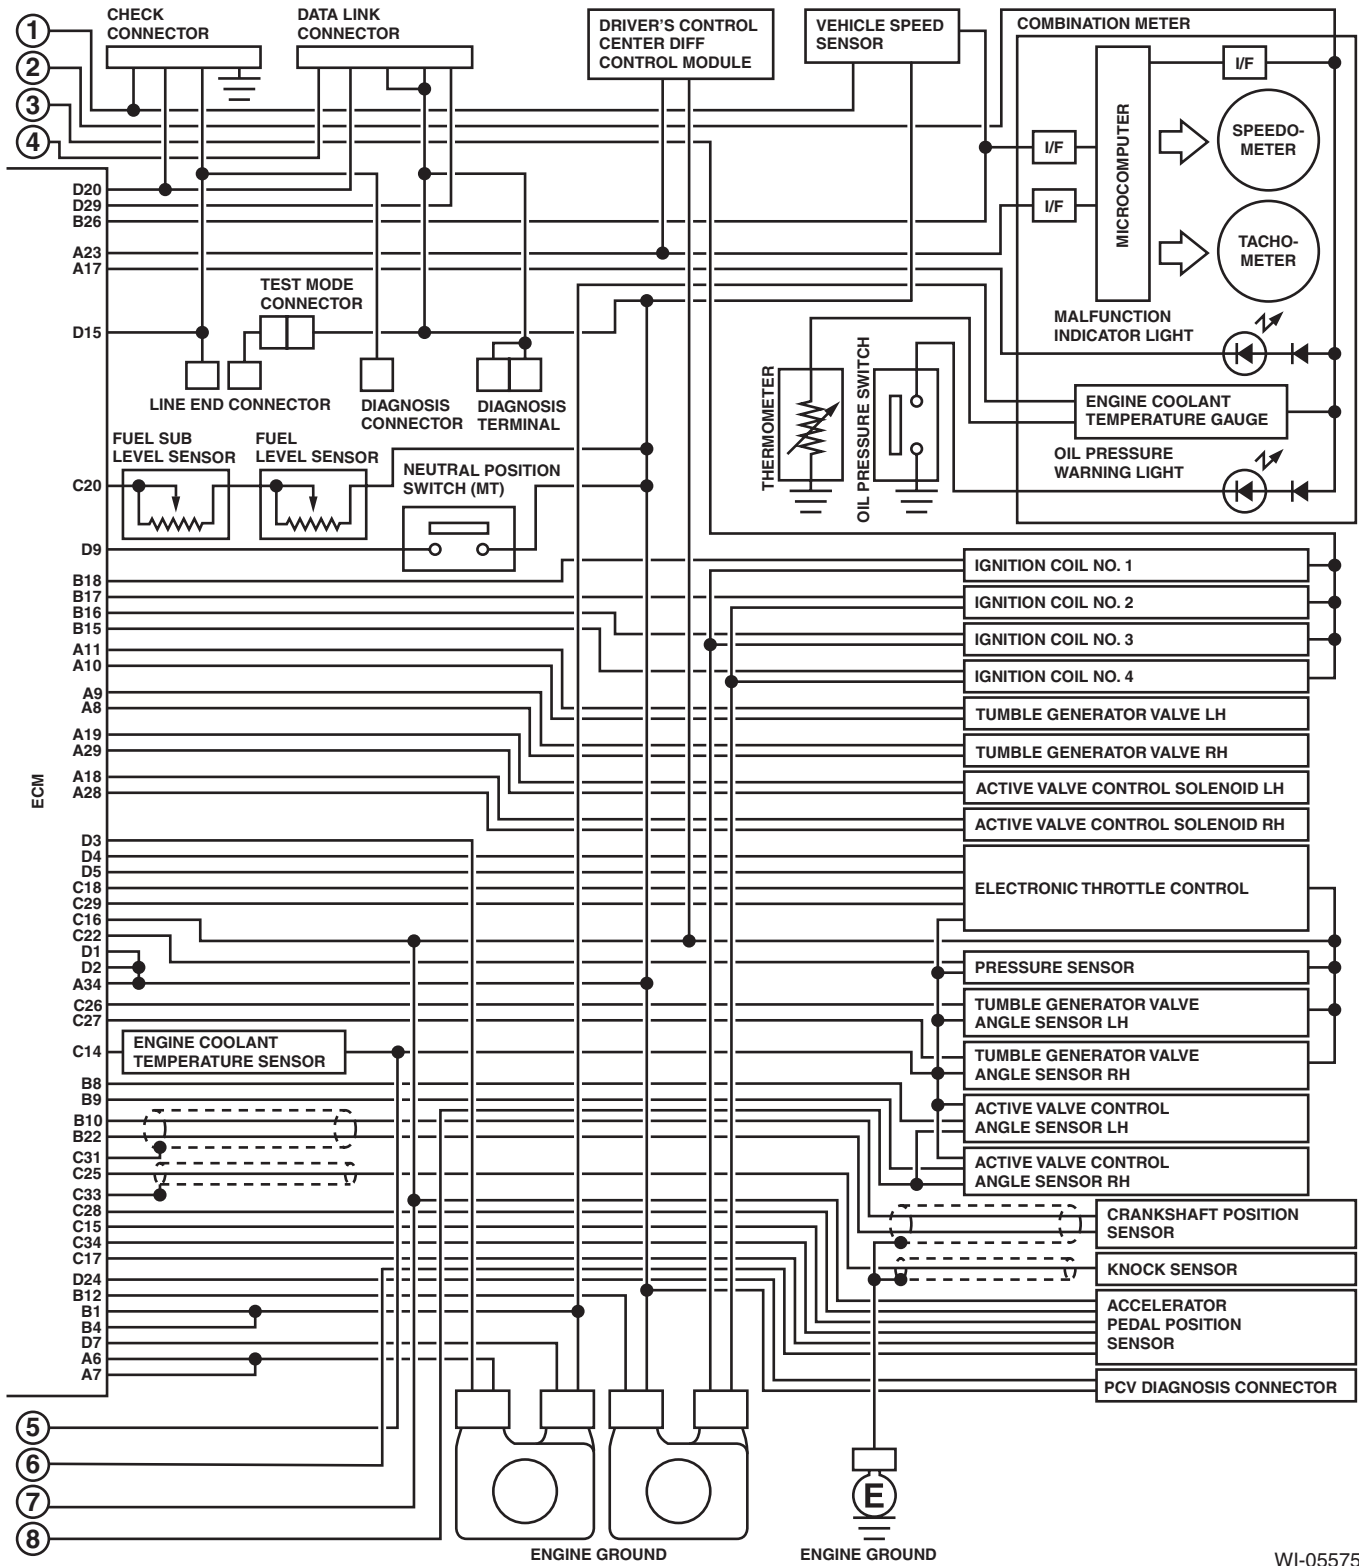 1
CHECK
CONNECTOR
DATA LINK
CONNECTOR
DRIVER'S CONTROL
CENTER DIFF
CONTROL MODULE
VEHICLE SPEED
SENSOR
COMBINATION METER
2
3
4
I/F
I/F
I/F
MICROCOMPUTER
SPEEDO-
METER
TACHO-
METER
MALFUNCTION
INDICATOR LIGHT
ENGINE COOLANT
TEMPERATURE GAUGE
OIL PRESSURE
WARNING LIGHT
THERMOMETER
OIL PRESSURE SWITCH
D20
D29
B26
A23
A17
TEST MODE
CONNECTOR
D15
LINE END CONNECTOR
DIAGNOSIS
CONNECTOR
DIAGNOSIS
TERMINAL
FUEL SUB
LEVEL SENSOR
FUEL
LEVEL SENSOR
NEUTRAL POSITION
SWITCH (MT)
C20
D9
B18
B17
B16
B15
A11
A10
A9
A8
A19
A29
A18
A28
ECM
D3
D4
D5
C18
C29
C16
C22
D1
D2
A34
C26
C27
C14
ENGINE COOLANT
TEMPERATURE SENSOR
B8
B9
B10
B22
C31
C25
C33
C28
C15
C34
C17
D24
B12
B1
B4
D7
A6
A7
IGNITION COIL NO. 1
IGNITION COIL NO. 2
IGNITION COIL NO. 3
IGNITION COIL NO. 4
TUMBLE GENERATOR VALVE LH
TUMBLE GENERATOR VALVE RH
ACTIVE VALVE CONTROL SOLENOID LH
ACTIVE VALVE CONTROL SOLENOID RH
ELECTRONIC THROTTLE CONTROL
PRESSURE SENSOR
TUMBLE GENERATOR VALVE
ANGLE SENSOR LH
TUMBLE GENERATOR VALVE
ANGLE SENSOR RH
ACTIVE VALVE CONTROL
ANGLE SENSOR LH
ACTIVE VALVE CONTROL
ANGLE SENSOR RH
CRANKSHAFT POSITION
SENSOR
KNOCK SENSOR
ACCELERATOR
PEDAL POSITION
SENSOR
PCV DIAGNOSIS CONNECTOR
5
6
7
8
E
ENGINE GROUND
ENGINE GROUND
WI-05575